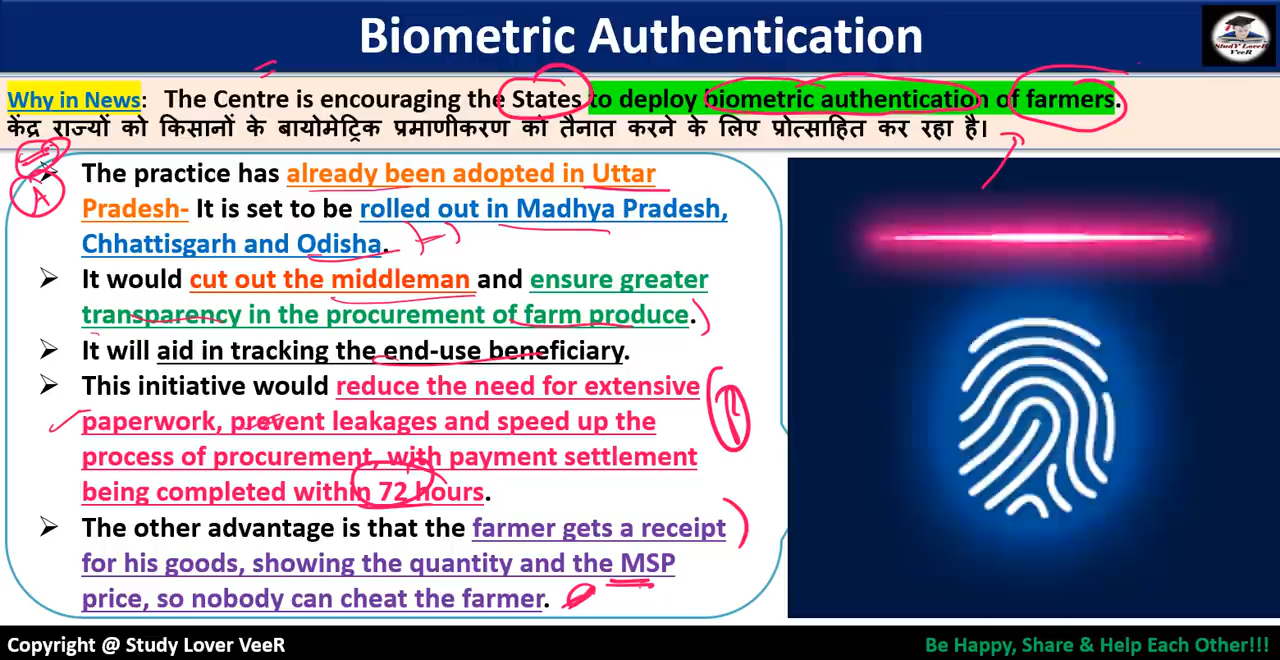 Biometric Authentication
StudY LoveR
VeeR
Why in News: The Centre is encouraging the States to deploy biometric authentication of farmers.
केंद्र राज्यों को किसानों के बायोमेट्रिक प्रमाणीकरण को तैनात करने के लिए प्रोत्साहित कर रहा है।
A
➤ The practice has already been adopted in Uttar
Pradesh- It is set to be rolled out in Madhya Pradesh,
Chhattisgarh and Odisha.
➤ It would cut out the middleman and ensure greater
transparency in the procurement of farm produce.
➤ It will aid in tracking the end-use beneficiary.
➤ This initiative would reduce the need for extensive
paperwork, prevent leakages and speed up the
process of procurement, with payment settlement
being completed within 72 hours.
➤ The other advantage is that the farmer gets a receipt
for his goods, showing the quantity and the MSP
price, so nobody can cheat the farmer.
Copyright @ Study Lover VeeR
Be Happy, Share & Help Each Other!!!